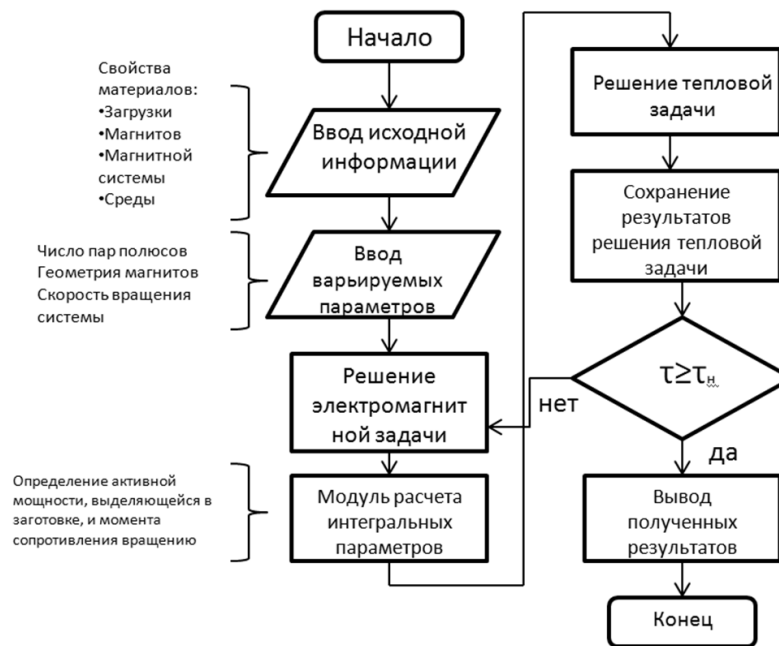 Начало
Свойства
материалов:
•Загрузки
•Магнитов
•Магнитной
системы
•Среды
Ввод исходной
информации
Число пар полюсов
Геометрия магнитов
Скорость вращения
системы
Ввод
варьируемых
параметров
Решение
электромагнит
ной задачи
Определение активной
мощности, выделяющейся в
заготовке, и момента
сопротивления вращению
Модуль расчета
интегральных
параметров
Решение тепловой
задачи
Сохранение
результатов
решения тепловой
задачи
τ≥τн
нет
да
Вывод
полученных
результатов
Конец